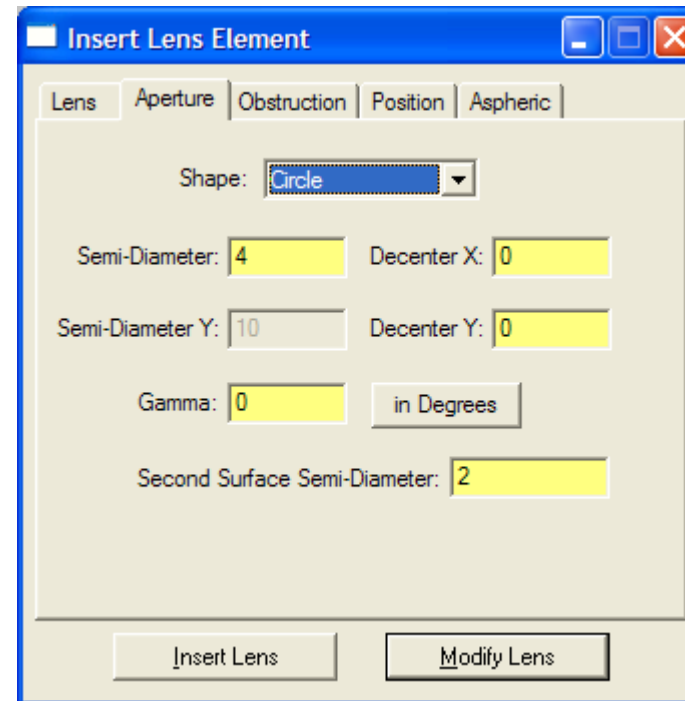 Insert Lens Element
Lens Aperture Obstruction Position Aspheric
Shape: Circle
Semi-Diameter: 4 Decenter X: 0
Semi-Diameter Y: 10 Decenter Y: 0
Gamma: 0 in Degrees
Second Surface Semi-Diameter: 2
Insert Lens Modify Lens